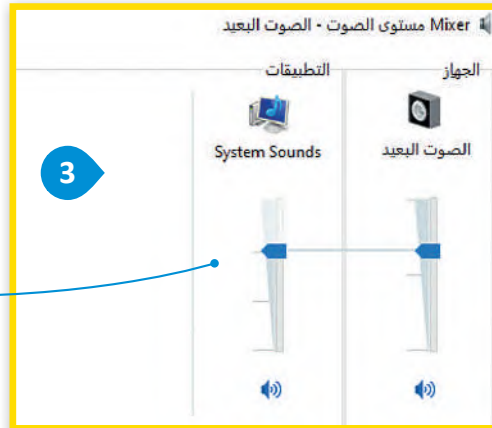 Mixer مستوى الصوت - الصوت البعيد
الجهاز
التطبيقات
الصوت البعيد
System Sounds
3